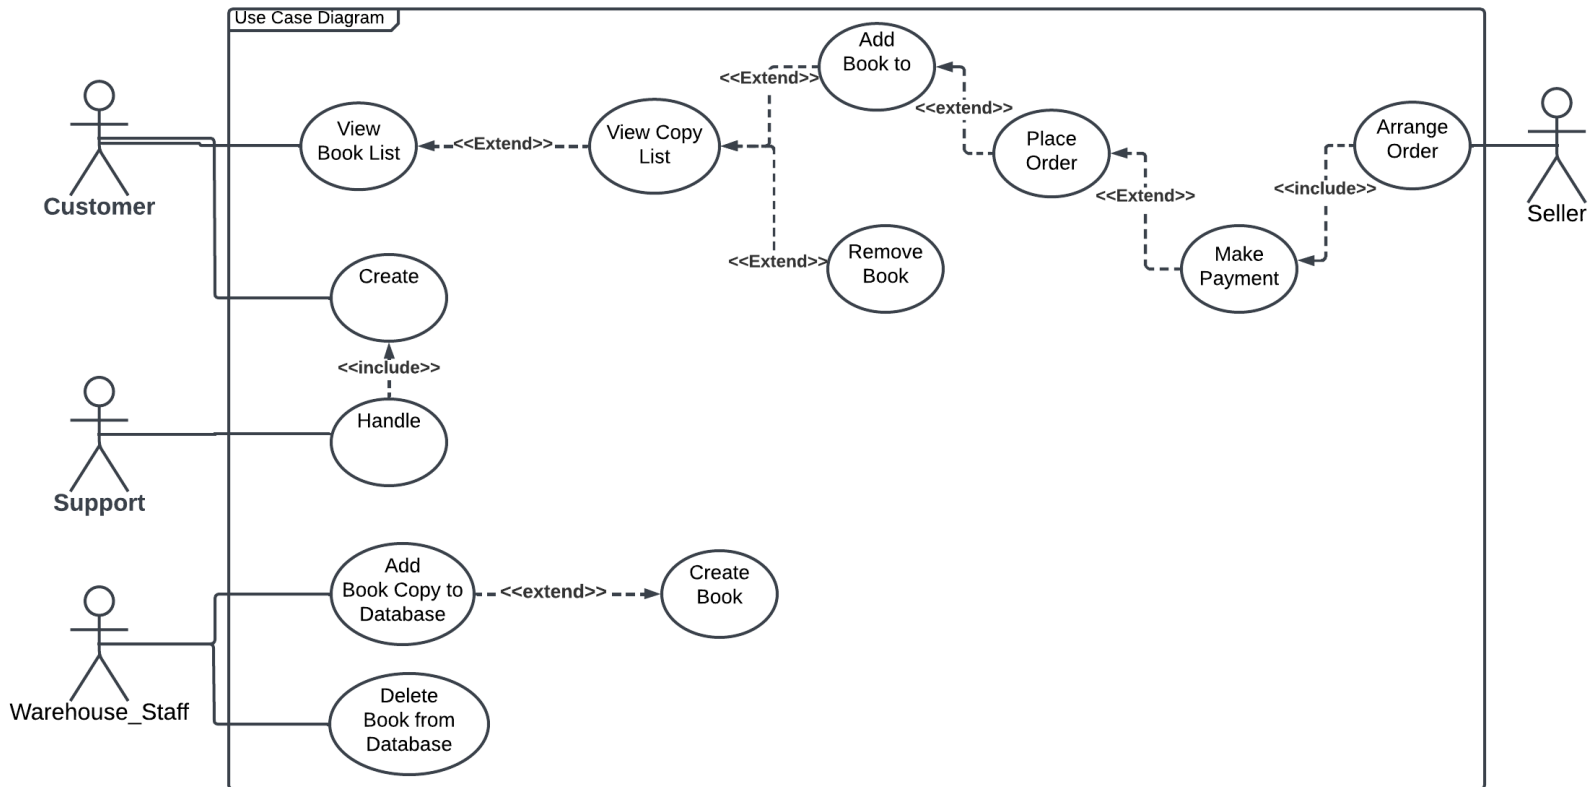 Use Case Diagram
Add
Book to
<<Extend>>
<<extend>>
View
Book List
<<Extend>>
View Copy
List
Place
Order
Arrange
Order
<<Extend>>
<<include>>
Customer
Seller
<<Extend>>
Remove
Book
Make
Payment
Create
<<include>>
Handle
Support
Add
Book Copy to
Database
<<extend>>
Create
Book
Warehouse_Staff
Delete
Book from
Database